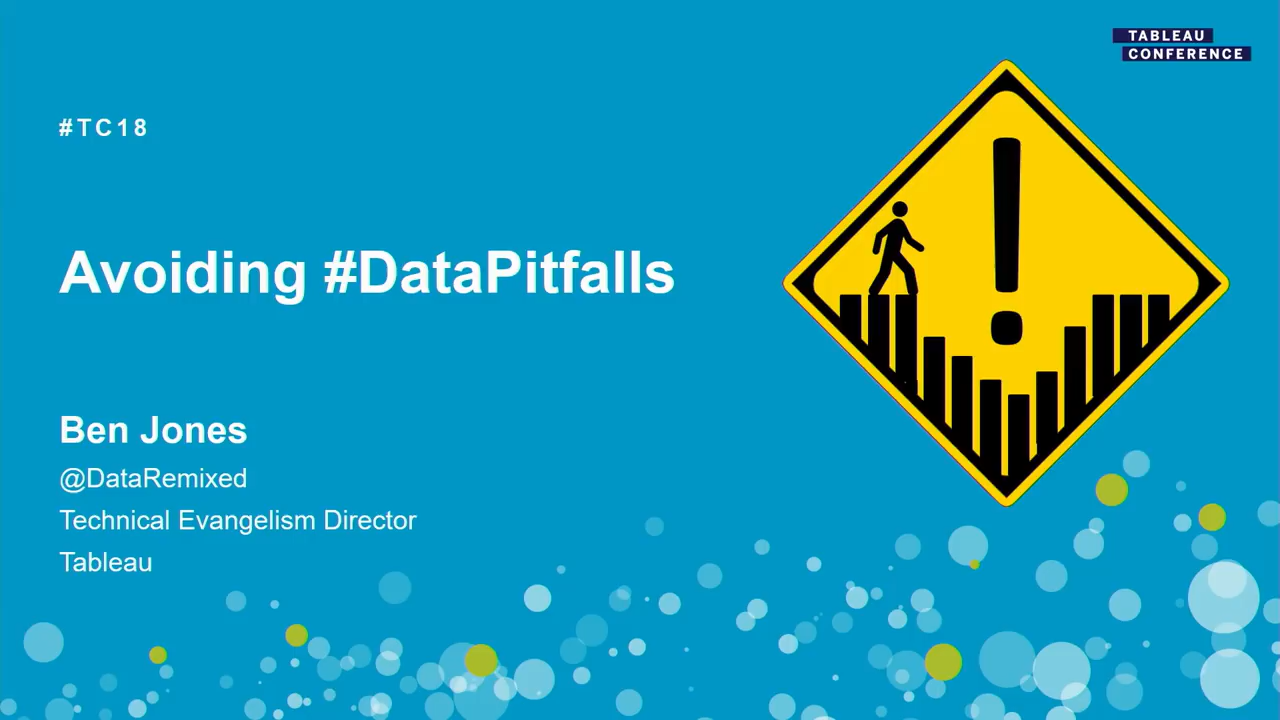 TABLEAU
CONFERENCE
#TC18
Avoiding #DataPitfalls
Ben Jones
@DataRemixed
Technical Evangelism Director
Tableau